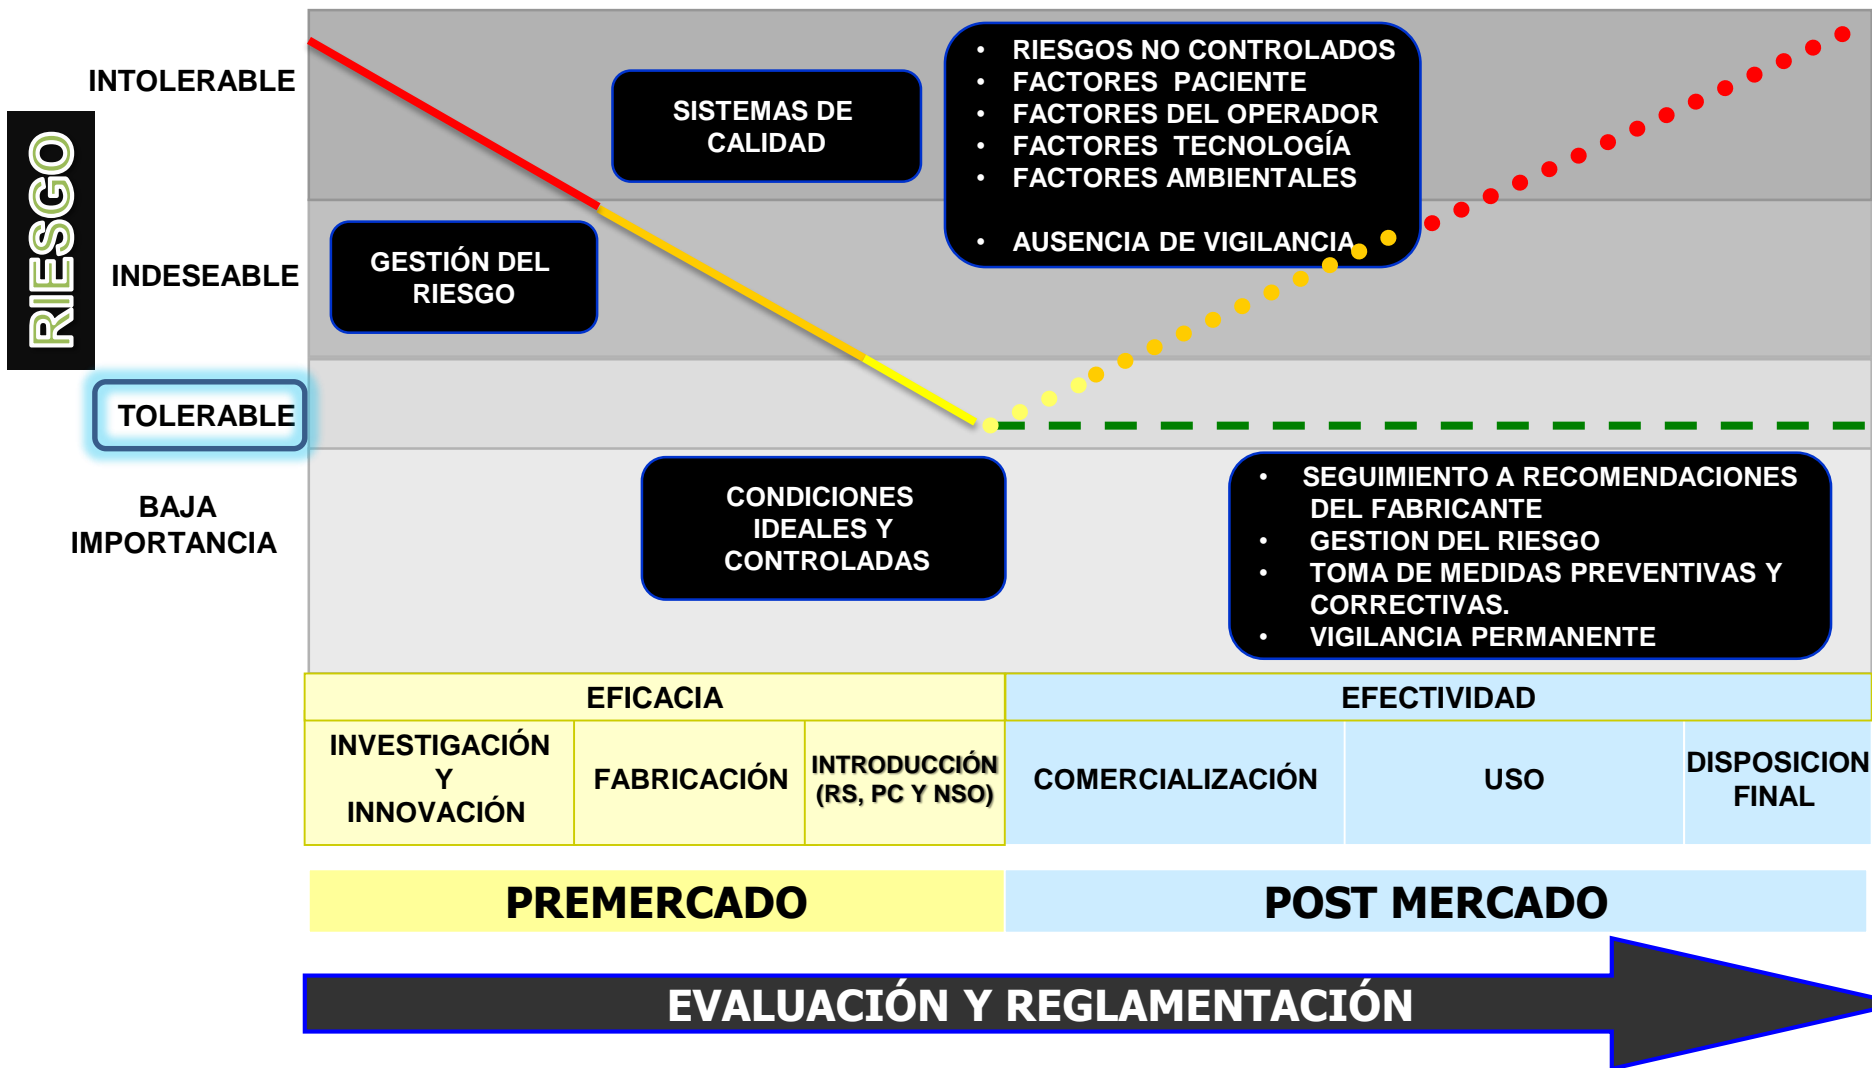 RIESGO
INTOLERABLE
INDESEABLE
TOLERABLE
BAJA
IMPORTANCIA
GESTIÓN DEL
RIESGO
SISTEMAS DE
CALIDAD
• RIESGOS NO CONTROLADOS
• FACTORES PACIENTE
• FACTORES DEL OPERADOR
• FACTORES TECNOLOGÍA
• FACTORES AMBIENTALES
• AUSENCIA DE VIGILANCIA
CONDICIONES
IDEALES Y
CONTROLADAS
• SEGUIMIENTO A RECOMENDACIONES
DEL FABRICANTE
• GESTION DEL RIESGO
• TOMA DE MEDIDAS PREVENTIVAS Y
CORRECTIVAS.
• VIGILANCIA PERMANENTE
EFICACIA
EFECTIVIDAD
INVESTIGACIÓN
Y
INNOVACIÓN
FABRICACIÓN
INTRODUCCIÓN
(RS, PC Y NSO)
COMERCIALIZACIÓN
USO
DISPOSICION
FINAL
PREMERCADO
POST MERCADO
EVALUACIÓN Y REGLAMENTACIÓN